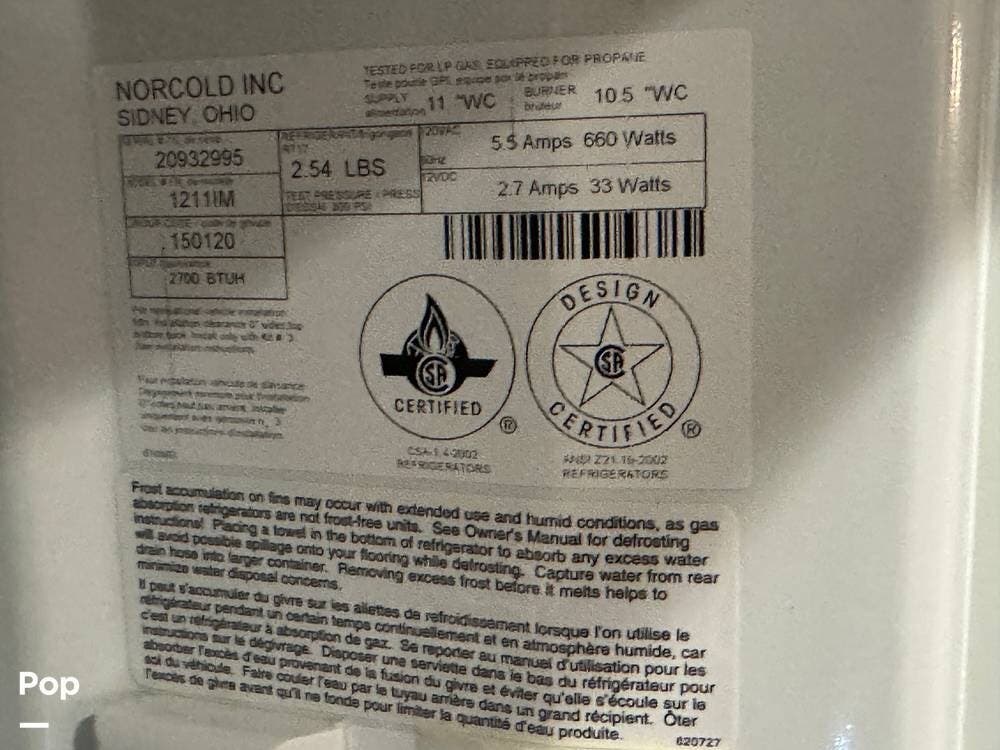 NORCOLD INC
SIDNEY, OHIO
TESTED FOR LP GAS, EQUIPPED FOR PROPANE
SUPPLY
11 "WC
BURNER
10.5 "WC
20932995
2.54 LBS
5.5 Amps 660 Watts
2.7 Amps 33 Watts
12VDC
1211IM
150120
2700 BTUH
CERTIFIED
®
DESIGN
CERTIFIED
®
REFRIGERATORS
REFRIGERATORS
Frost accumulation on fins may occur with extended use and humid conditions, as gas
absorption refrigerators are not frost-free units. See Owner's Manual for defrosting
instructions! Placing a towel in the bottom of refrigerator to absorb any excess water
will avoid possible spillage onto your flooring while defrosting. Capture water from rear
drain hose into larger container. Removing excess frost before it melts helps to
minimize water disposal concerns.
Il peut s'accumuler du givre sur les ailettes de refroidissement lorsque l'on utilise le
réfrigérateur pendant un certain temps continuellement et en atmosphère humide, car
c'est un réfrigérateur à absorption de gaz. Se reporter au manuel d'utilisation pour les
instructions sur le dégivrage. Disposer une serviette dans le bas du réfrigérateur pour
absorber l'excès d'eau provenant de la fusion du givre et éviter qu'elle s'écoule sur le
sol du véhicule. Faire couler l'eau par le tuyau arrière dans un grand récipient. Ôter
l'excès de givre avant qu'il ne fonde pour limiter la quantité d'eau produite.
620727
Pop